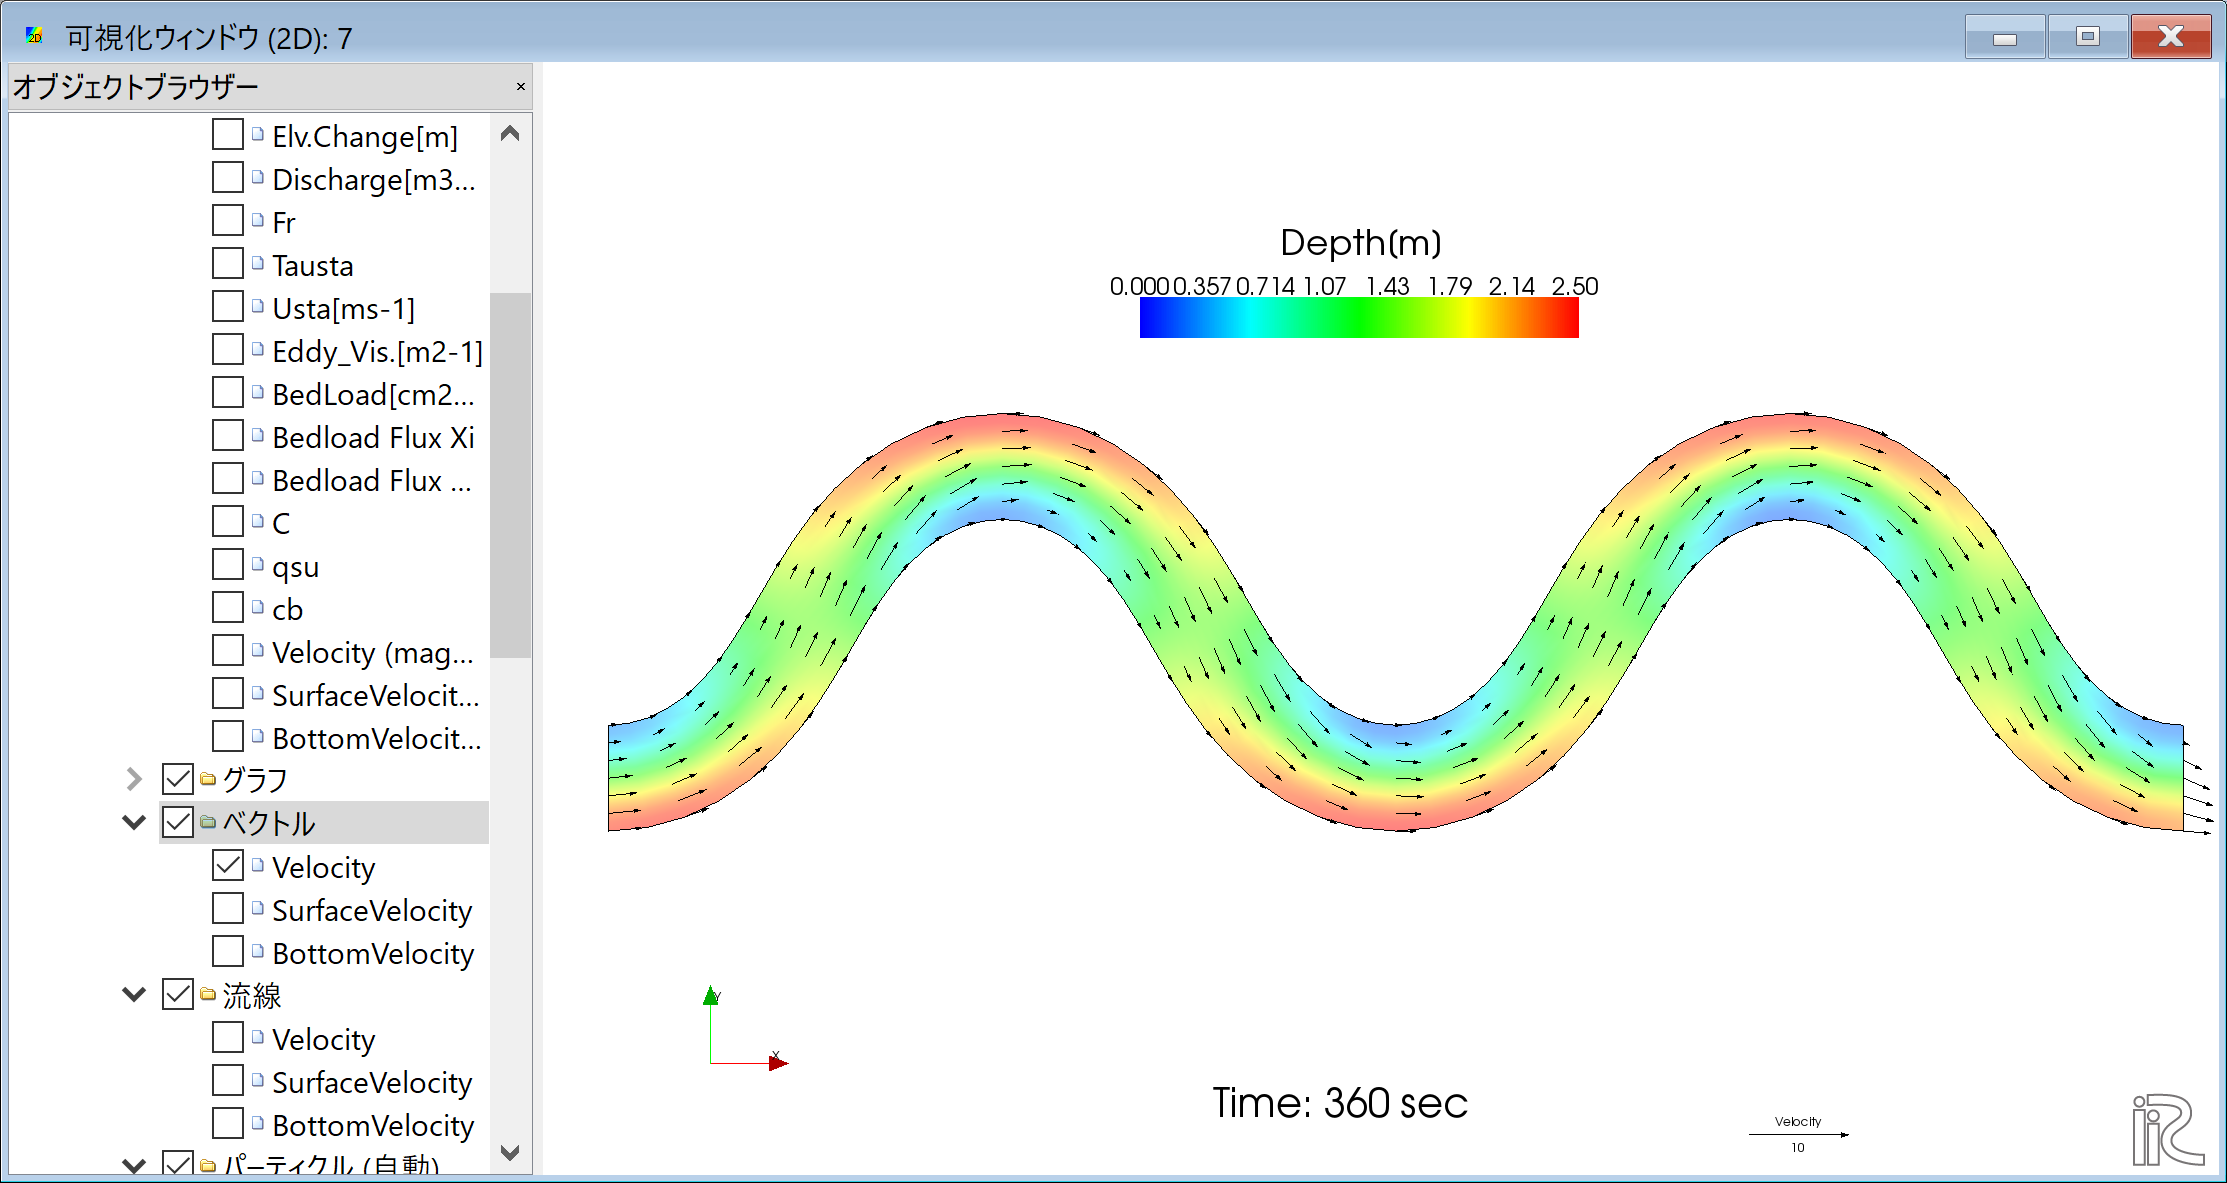 可視化ウィンドウ (2D): 7
オブジェクトブラウザー
Elv.Change[m]
Discharge[m3...
Fr
Tausta
Usta[ms-1]
Eddy_Vis.[m2-1]
BedLoad[cm2...
Bedload Flux Xi
Bedload Flux ...
C
qsu
cb
Velocity (mag...
SurfaceVelocit...
BottomVelocit...
グラフ
ベクトル
Velocity
SurfaceVelocity
BottomVelocity
流線
Velocity
SurfaceVelocity
BottomVelocity
パーティクル (自動)
Depth(m)
0.000 0.357 0.714 1.07 1.43 1.79 2.14 2.50
Y
X
Time: 360 sec
Velocity
10
iRIC